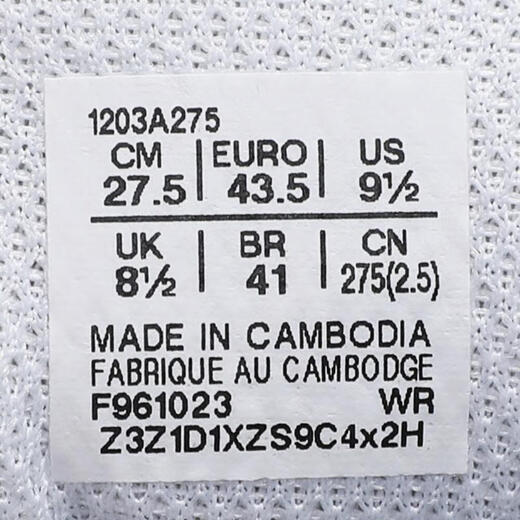 1203A275
CM | EURO | US
27.5 | 43.5 | 9½
UK | BR | CN
8½ | 41 | 275(2.5)
MADE IN CAMBODIA
FABRIQUE AU CAMBODGE
F961023 WR
Z3Z1D1XZS9C4x2H